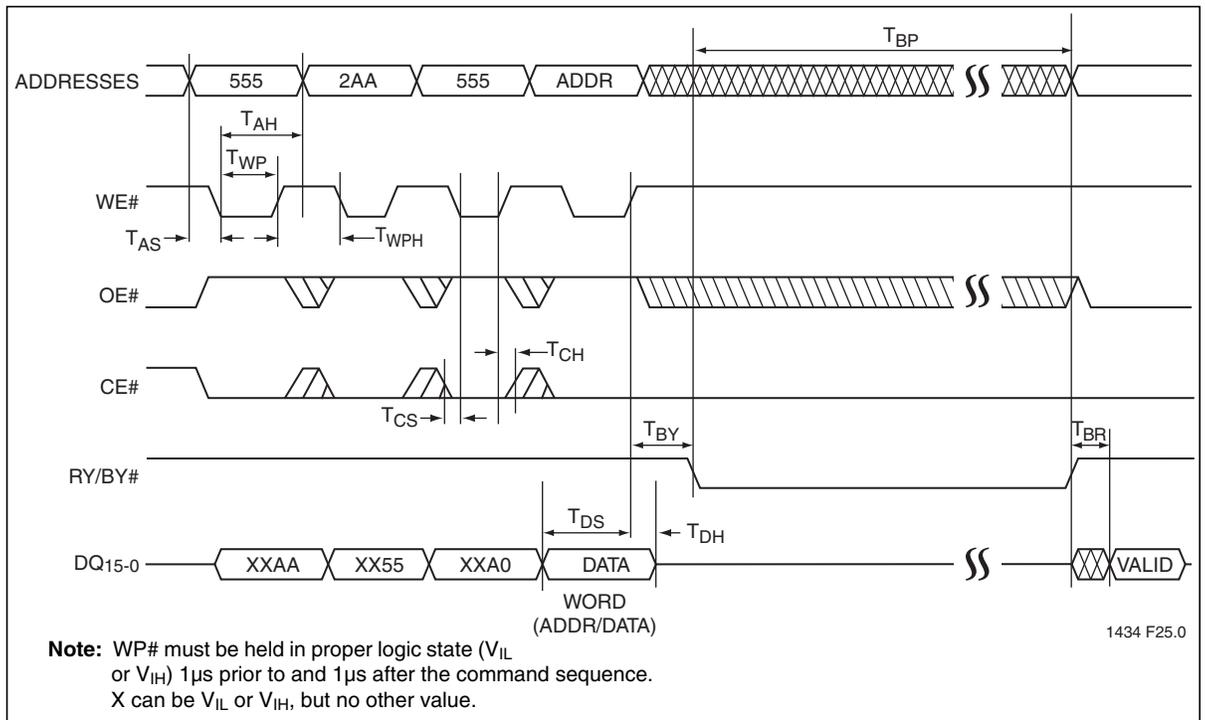 TBP
ADDRESSES 555 2AA 555 ADDR
TAH
TWP
WE#
TAS TWPH
OE#
TCH
CE#
TCS
TBY TBR
RY/BY#
TDS TDH
DQ15-0 XXAA XX55 XXA0 DATA VALID
WORD
(ADDR/DATA)
1434 F25.0
Note: WP# must be held in proper logic state (VIL
or VIH) 1µs prior to and 1µs after the command sequence.
X can be VIL or VIH, but no other value.